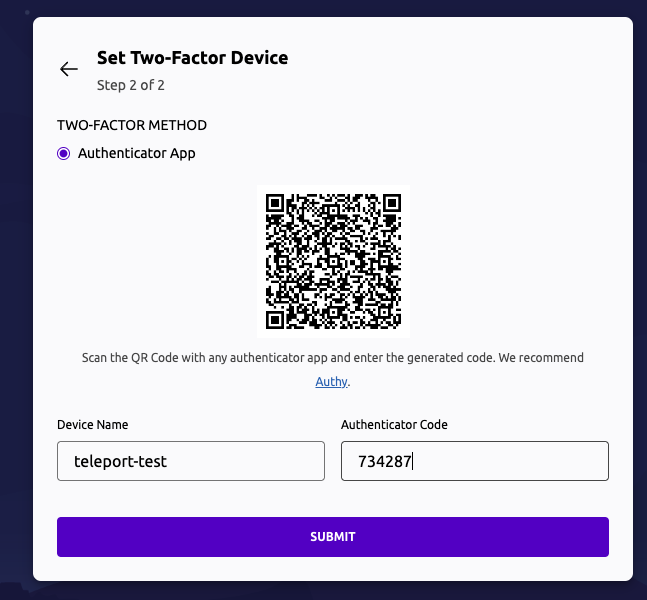 Set Two-Factor Device
Step 2 of 2
TWO-FACTOR METHOD
Authenticator App
Scan the QR Code with any authenticator app and enter the generated code. We recommend
Authy.
Device Name
Authenticator Code
teleport-test
734287
SUBMIT